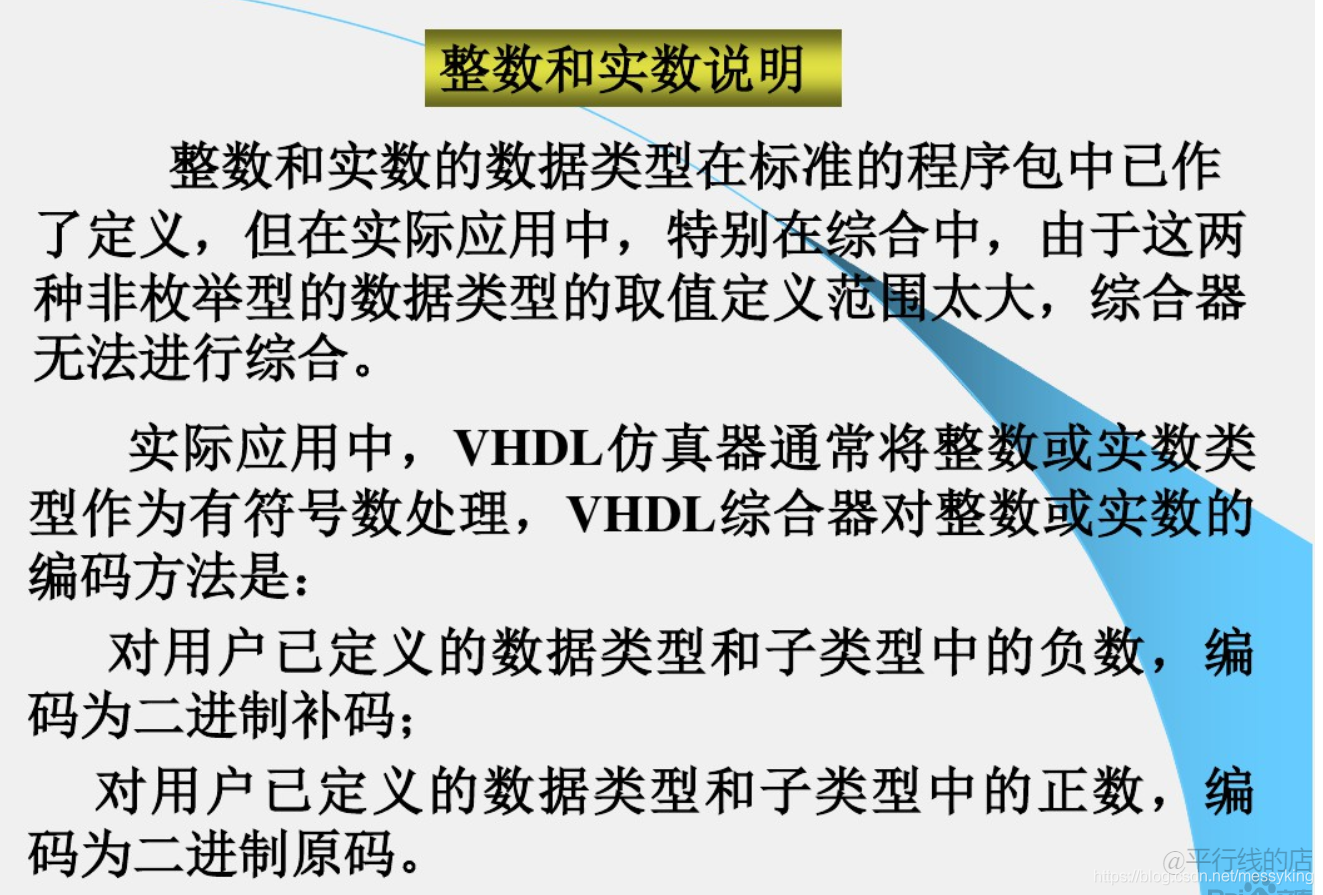 整数和实数说明
整数和实数的数据类型在标准的程序包中已作
了定义，但在实际应用中，特别在综合中，由于这两
种非枚举型的数据类型的取值定义范围太大，综合器
无法进行综合。
实际应用中，VHDL仿真器通常将整数或实数类
型作为有符号数处理，VHDL综合器对整数或实数的
编码方法是：
对用户已定义的数据类型和子类型中的负数，编
码为二进制补码；
对用户已定义的数据类型和子类型中的正数，编
码为二进制原码。
@平行线的店
https://blog.csdn.net/messyking